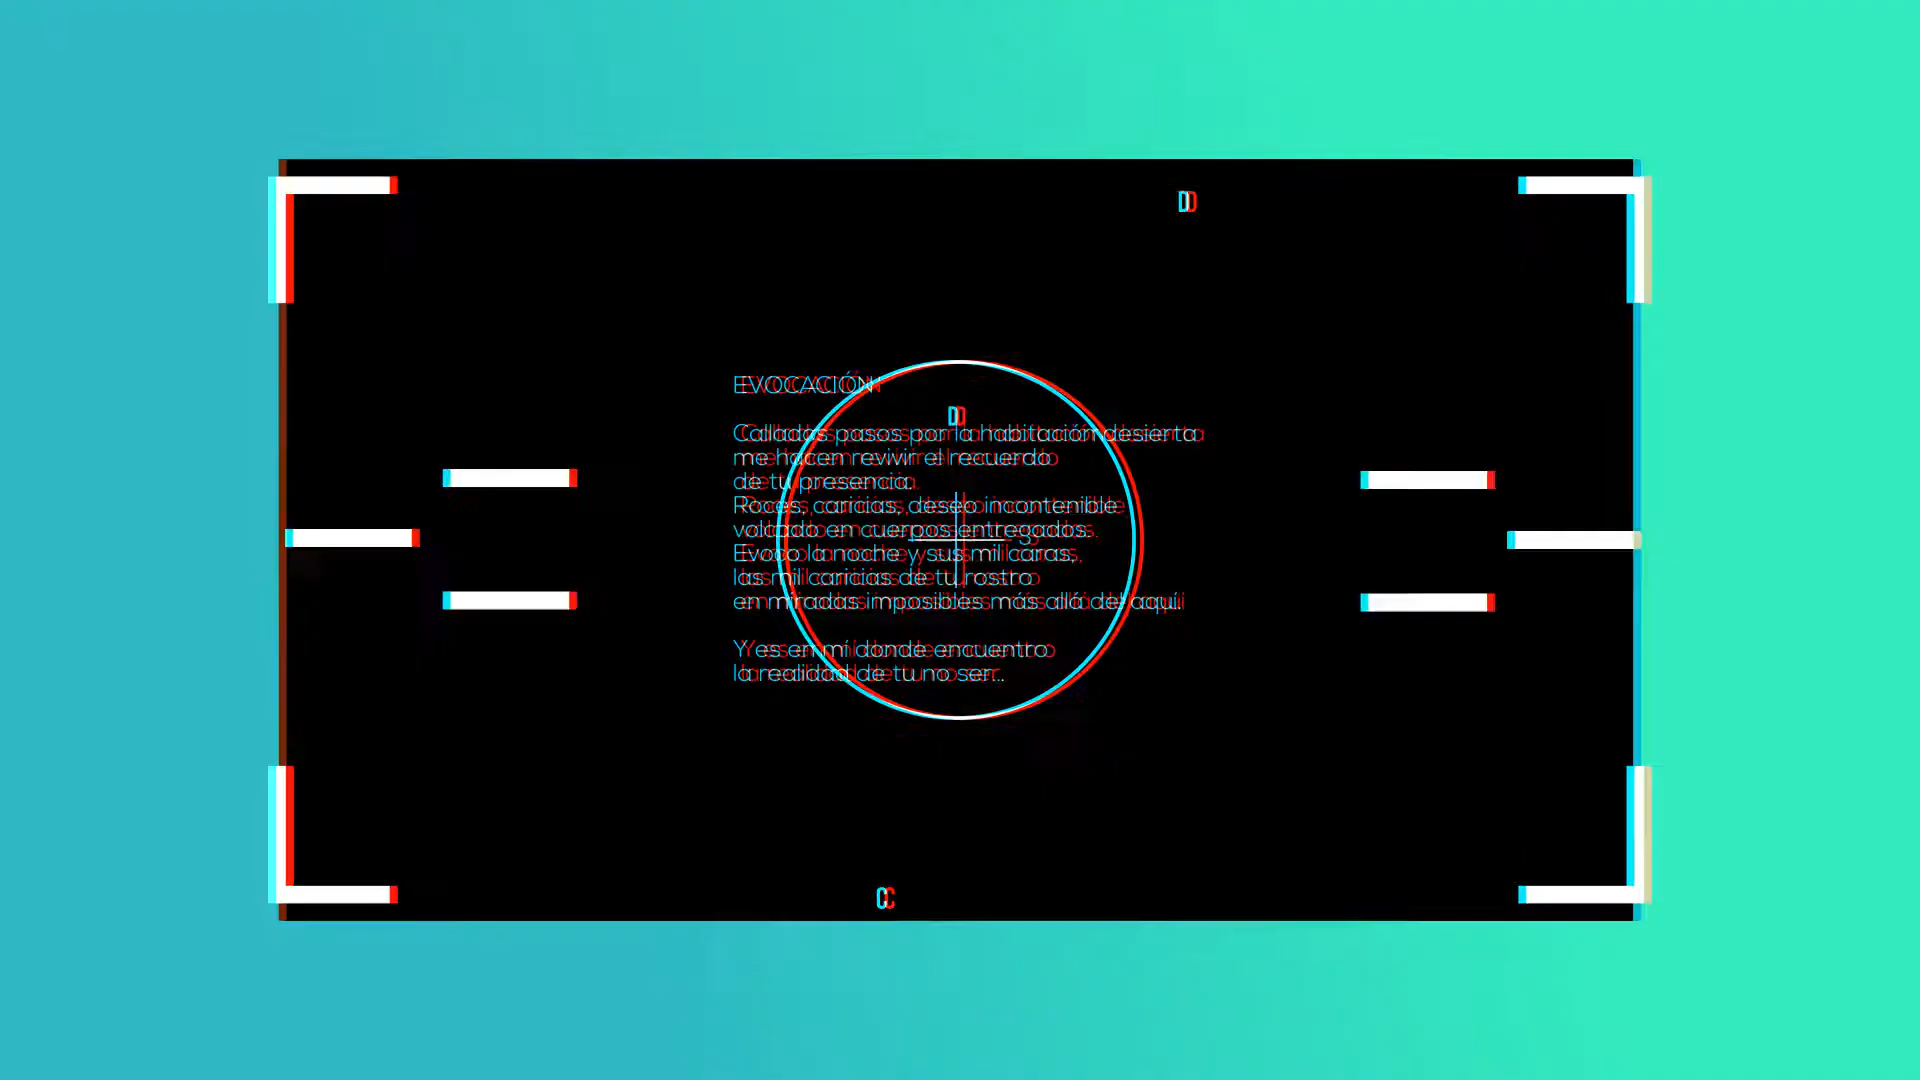 D
EVOCACIÓN
D
Callados pasos por la habitación desierta
me hacen revivir el recuerdo
de tu presencia.
Roces, caricias, deseo incontenible
volcado en cuerpos entregados.
Evoco la noche y sus mil caras,
las mil caricias de tu rostro
en miradas imposibles más allá del aquí.
Y es en mí donde encuentro
la realidad de tu no ser...
C